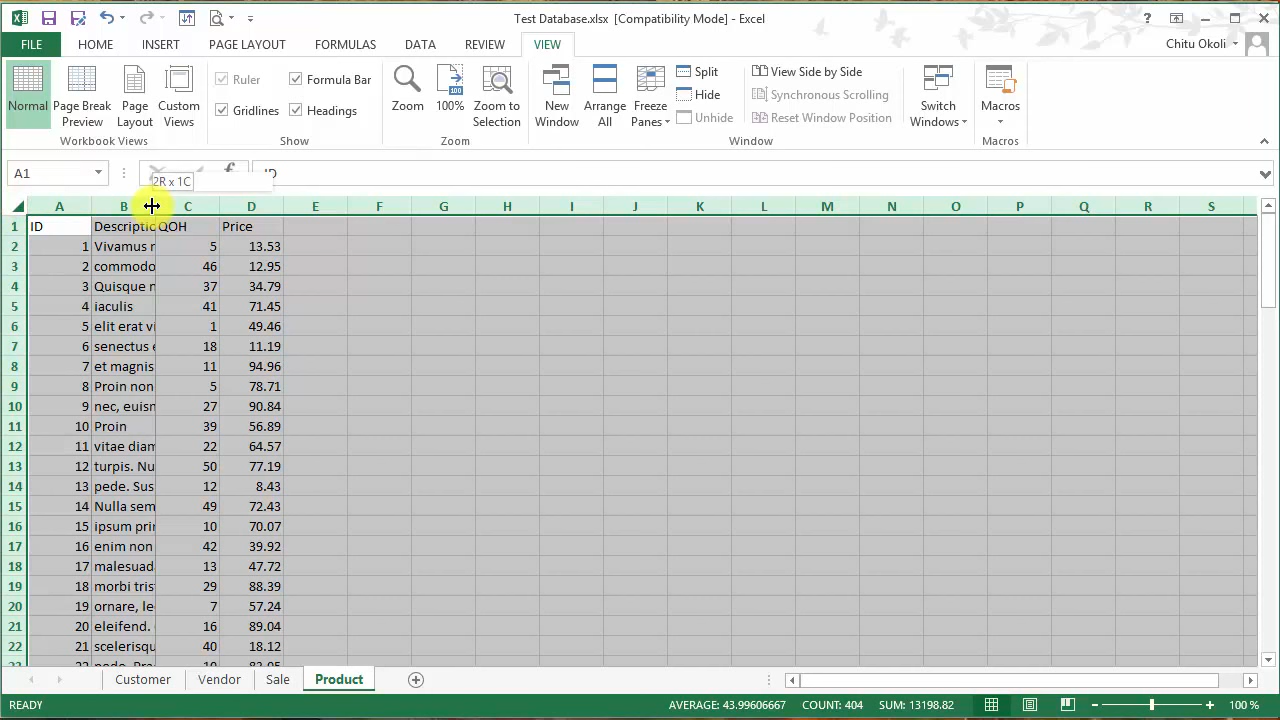 Test Database.xlsx [Compatibility Mode] - Excel
FILE HOME INSERT PAGE LAYOUT FORMULAS DATA REVIEW VIEW Chitu Okoli
Normal Page Break Preview Page Layout Custom Views
Workbook Views
Ruler Formula Bar
Gridlines Headings
Show
Zoom 100% Zoom to Selection
Zoom
New Window Arrange All Freeze Panes
Split
Hide
Unhide
View Side by Side
Synchronous Scrolling
Reset Window Position
Switch Windows
Window
Macros
Macros
A1 ID
2R x 1C
A B C D E F G H I J K L M N O P Q R S
1 ID Descriptio QOH Price
2 1 Vivamus n 5 13.53
3 2 commodo 46 12.95
4 3 Quisque n 37 34.79
5 4 iaculis 41 71.45
6 5 elit erat vi 1 49.46
7 6 senectus e 18 11.19
8 7 et magnis 11 94.96
9 8 Proin non 5 78.71
10 9 nec, euism 27 90.84
11 10 Proin 39 56.89
12 11 vitae diam 22 64.57
13 12 turpis. Nu 50 77.19
14 13 pede. Sus 12 8.43
15 14 Nulla sem 49 72.43
16 15 ipsum prin 10 70.07
17 16 enim non 42 39.92
18 17 malesuada 13 47.72
19 18 morbi trist 29 88.39
20 19 ornare, le 7 57.24
21 20 eleifend. 16 89.04
22 21 scelerisqu 40 18.12
Customer Vendor Sale Product
READY AVERAGE: 43.99606667 COUNT: 404 SUM: 13198.82 100 %